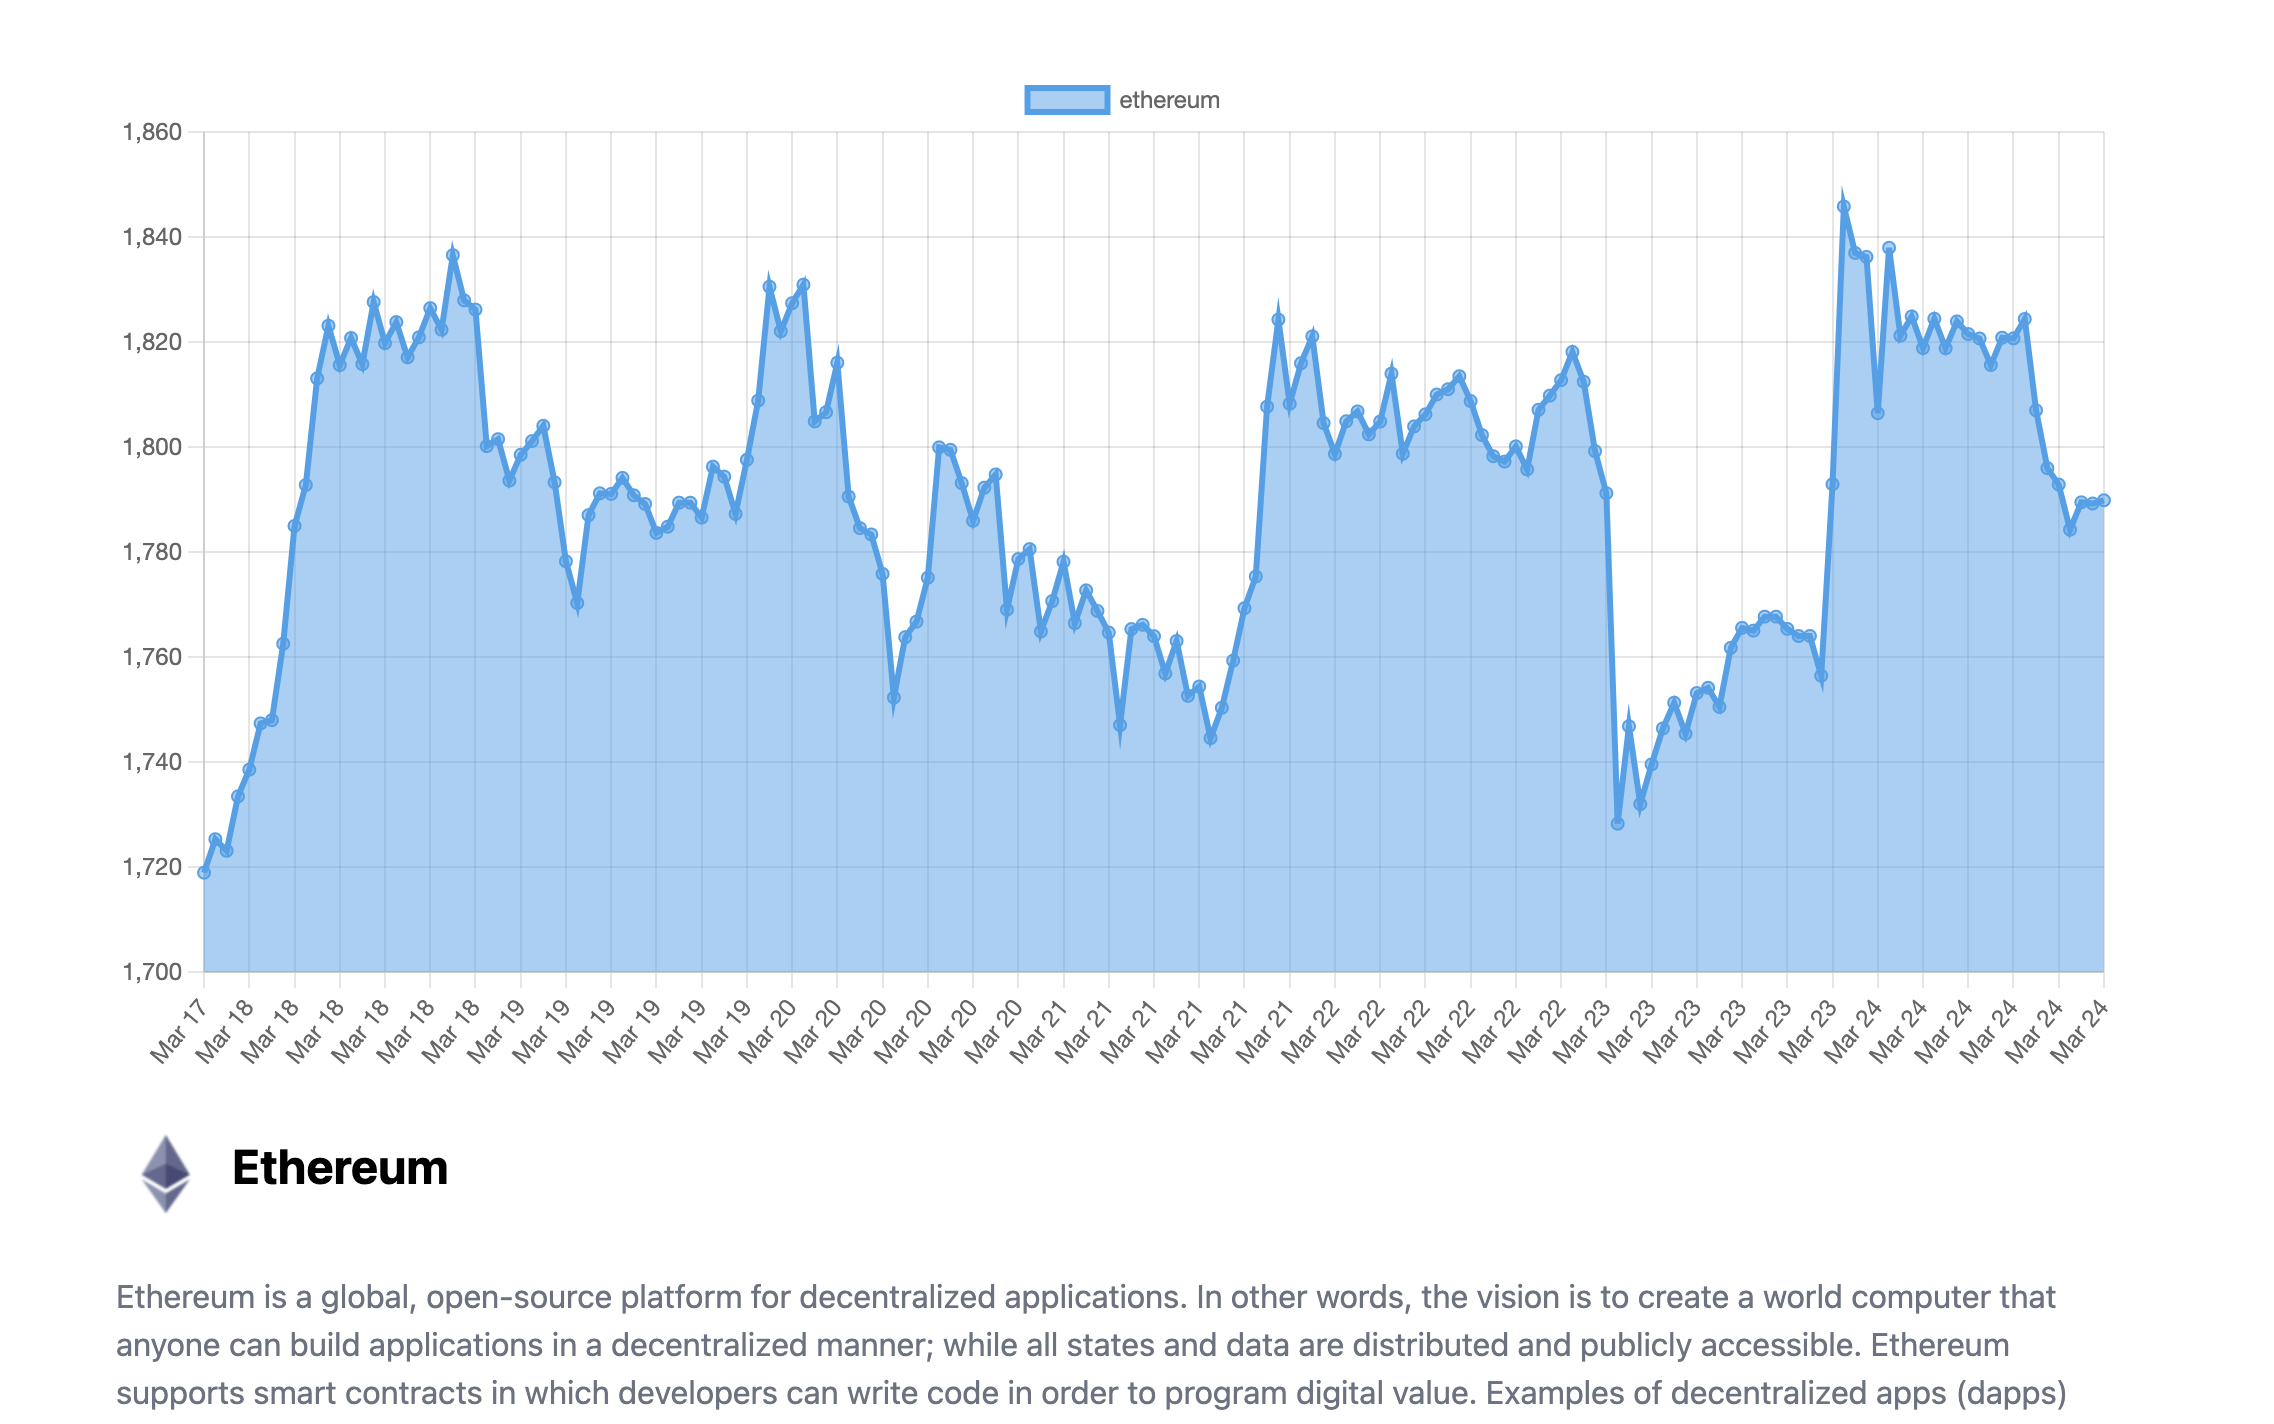 ethereum
1,860
1,840
1,820
1,800
1,780
1,760
1,740
1,720
1,700
Mar 17 Mar 18 Mar 18 Mar 18 Mar 18 Mar 18 Mar 18 Mar 19 Mar 19 Mar 19 Mar 19 Mar 19 Mar 19 Mar 20 Mar 20 Mar 20 Mar 20 Mar 20 Mar 20 Mar 21 Mar 21 Mar 21 Mar 21 Mar 21 Mar 21 Mar 22 Mar 22 Mar 22 Mar 22 Mar 22 Mar 22 Mar 23 Mar 23 Mar 23 Mar 23 Mar 23 Mar 23 Mar 24 Mar 24 Mar 24 Mar 24 Mar 24 Mar 24
Ethereum
Ethereum is a global, open-source platform for decentralized applications. In other words, the vision is to create a world computer that
anyone can build applications in a decentralized manner; while all states and data are distributed and publicly accessible. Ethereum
supports smart contracts in which developers can write code in order to program digital value. Examples of decentralized apps (dapps)